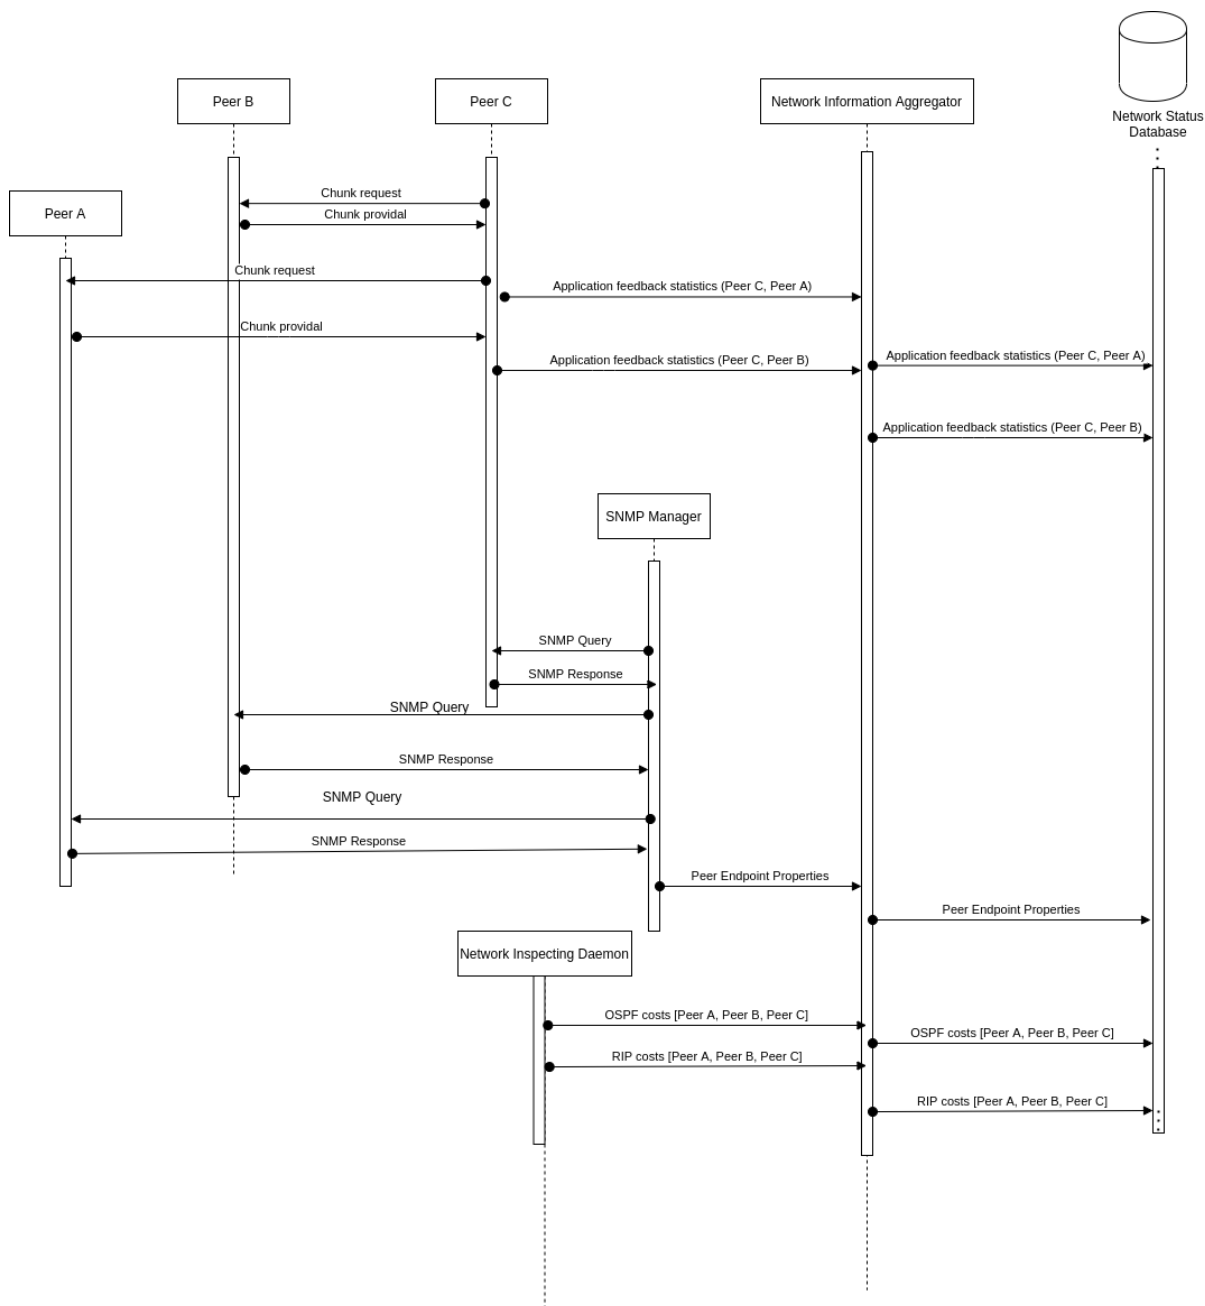 Network Status
Database
Peer B
Peer C
Network Information Aggregator
Chunk request
Chunk providal
Peer A
Chunk request
Application feedback statistics (Peer C, Peer A)
Chunk providal
Application feedback statistics (Peer C, Peer B)
Application feedback statistics (Peer C, Peer A)
Application feedback statistics (Peer C, Peer B)
SNMP Manager
SNMP Query
SNMP Response
SNMP Query
SNMP Response
SNMP Query
SNMP Response
Peer Endpoint Properties
Peer Endpoint Properties
Network Inspecting Daemon
OSPF costs [Peer A, Peer B, Peer C]
OSPF costs [Peer A, Peer B, Peer C]
RIP costs [Peer A, Peer B, Peer C]
RIP costs [Peer A, Peer B, Peer C]